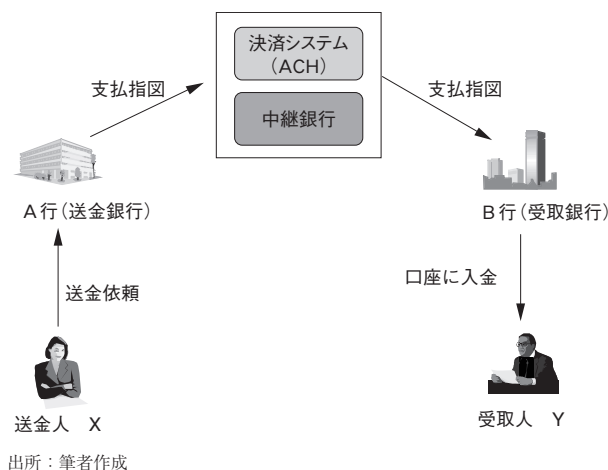 決済システム
(ACH)
支払指図
支払指図
中継銀行
A行(送金銀行)
B行(受取銀行)
送金依頼
口座に入金
送金人 X
受取人 Y
出所：筆者作成